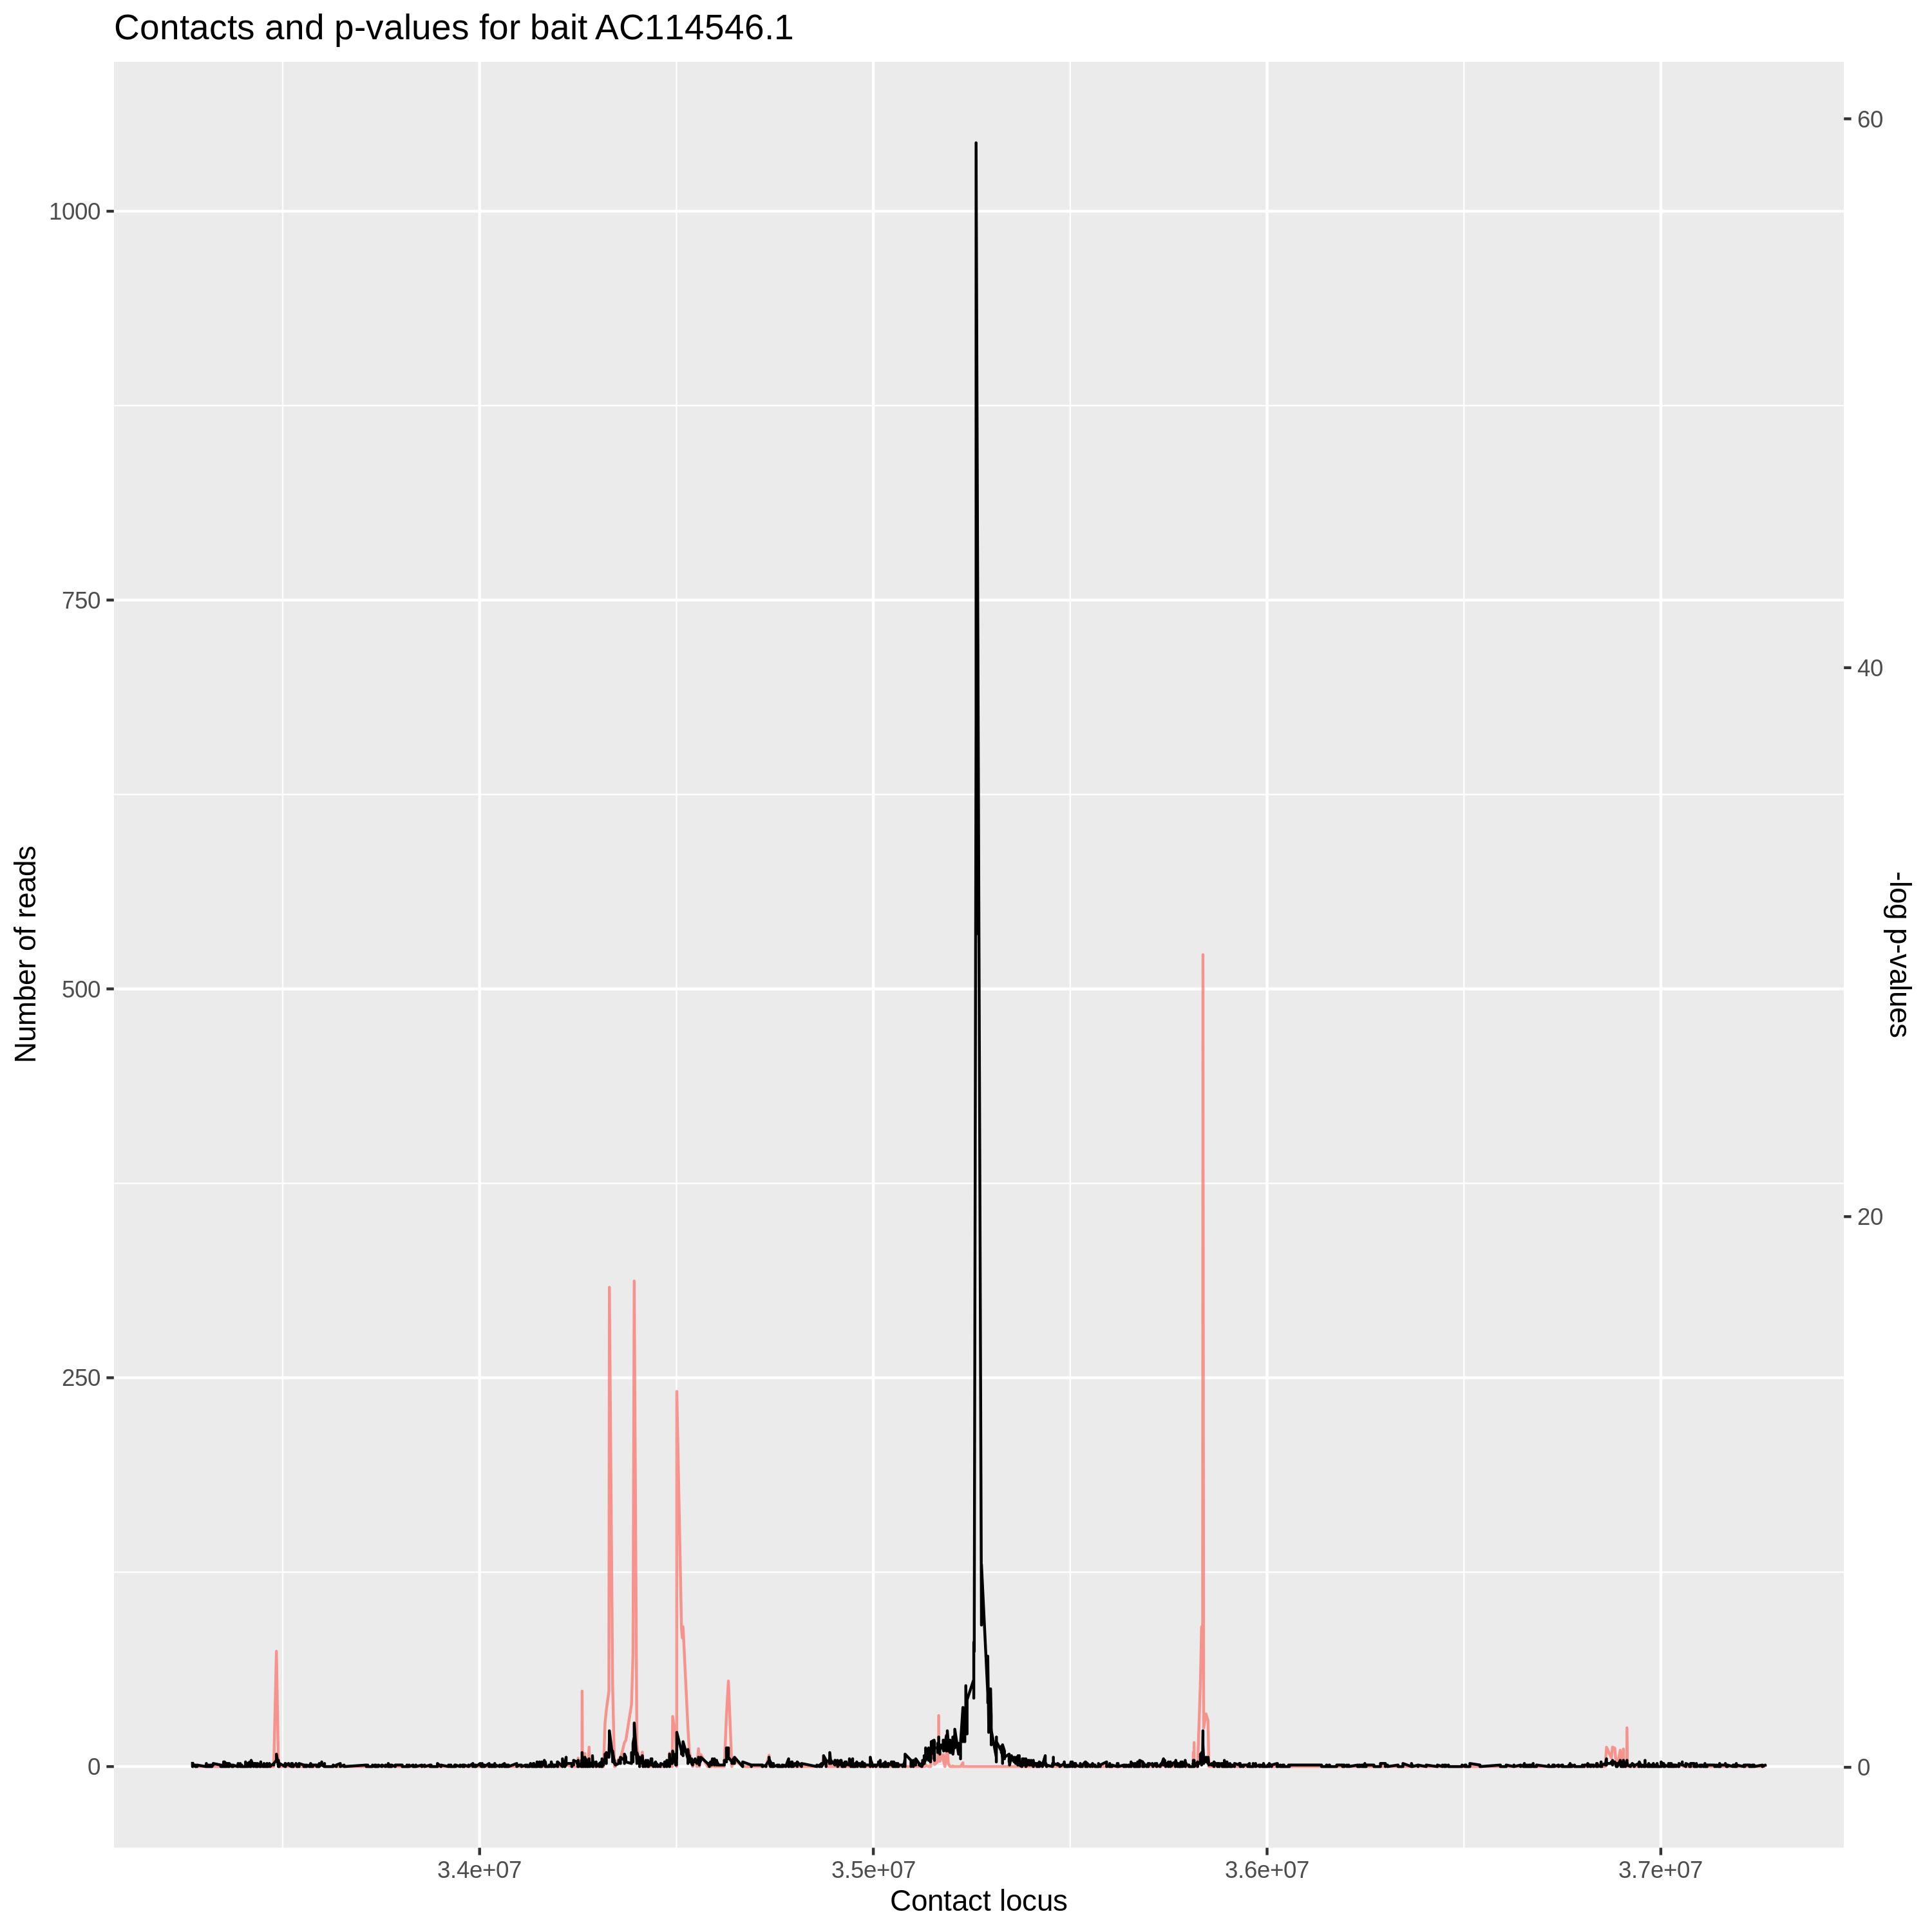 Contacts and p-values for bait AC114546.1
1000
750
500
250
0
Number of reads
60
40
20
0
-log p-values
3.4e+07
3.5e+07
3.6e+07
3.7e+07
Contact locus